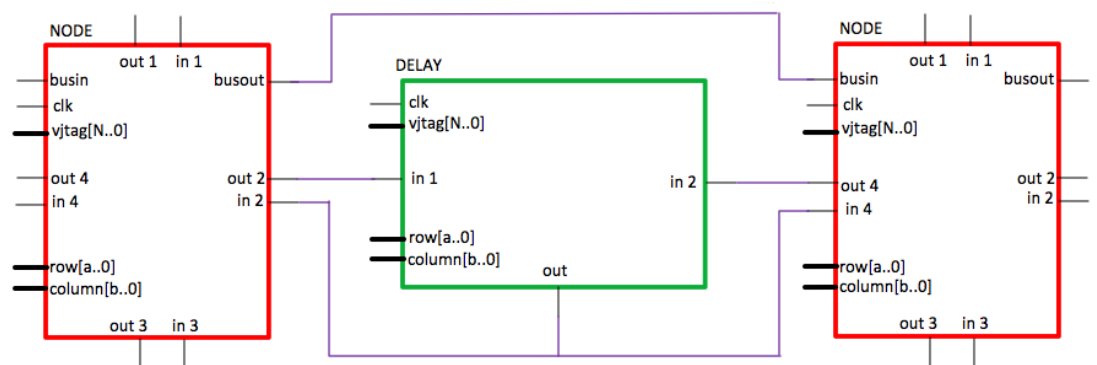 NODE
out 1
in 1
busin
busout
clk
vjtag[N..0]
out 4
out 2
in 4
in 2
row[a..0]
column[b..0]
out 3
in 3
DELAY
clk
vjtag[N..0]
in 1
in 2
row[a..0]
column[b..0]
out
NODE
out 1
in 1
busin
busout
clk
vjtag[N..0]
out 4
out 2
in 4
in 2
row[a..0]
column[b..0]
out 3
in 3